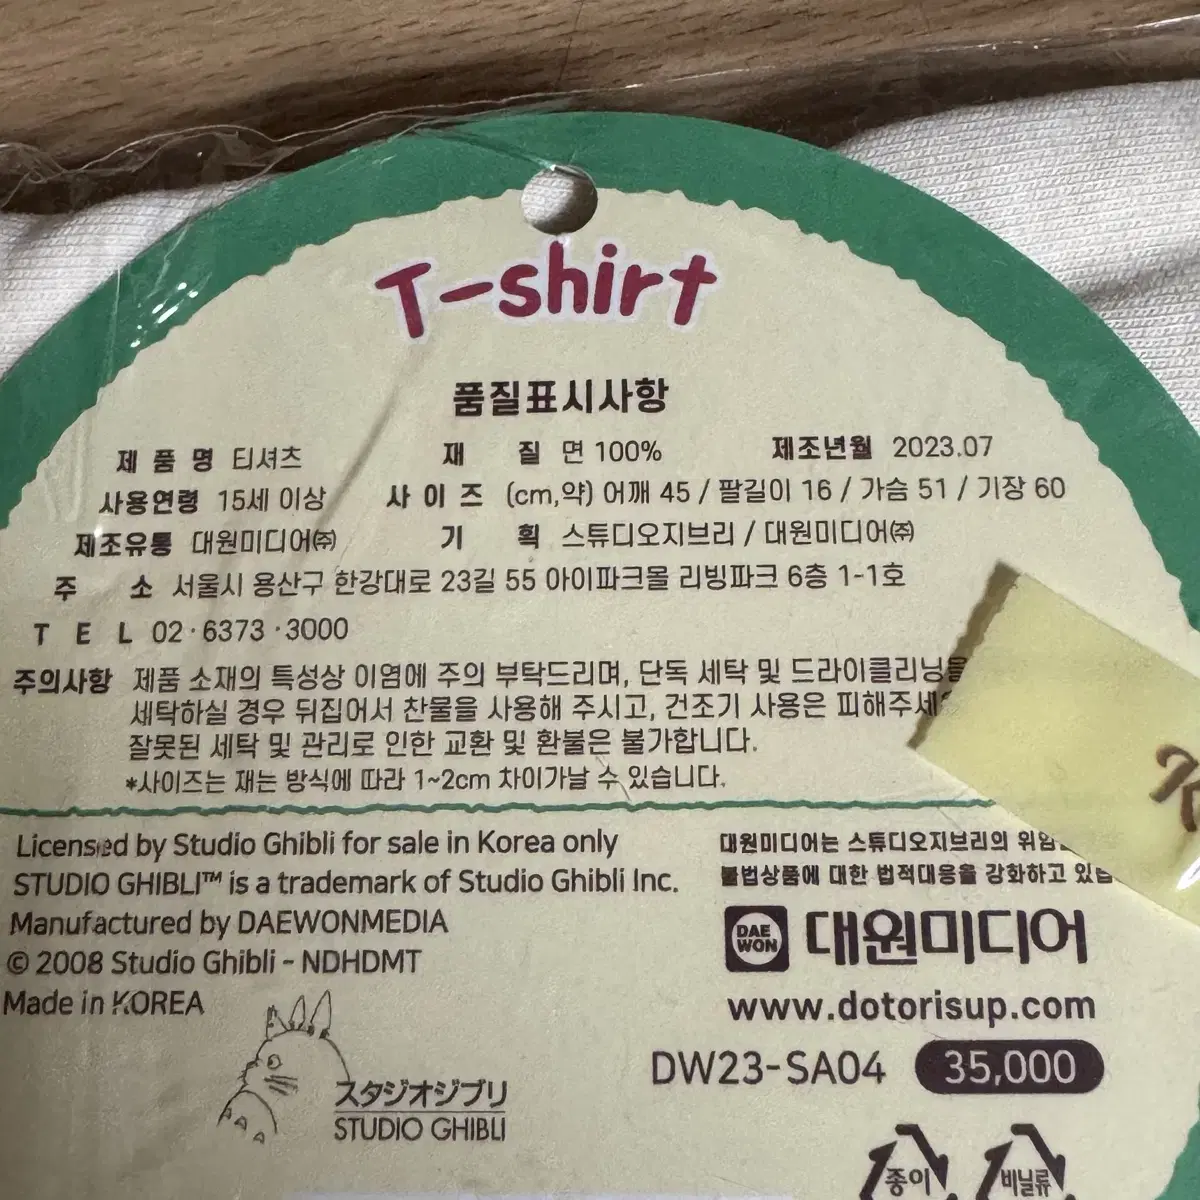 T-shirt
품질표시사항
제 품 명 티셔츠 재 질 면 100% 제조년월 2023.07
사용연령 15세 이상 사 이 즈 (cm,약) 어깨 45 / 팔길이 16 / 가슴 51 / 기장 60
제조유통 대원미디어㈜ 기 획 스튜디오지브리 / 대원미디어㈜
주 소 서울시 용산구 한강대로 23길 55 아이파크몰 리빙파크 6층 1-1호
T E L 02·6373·3000
주의사항 제품 소재의 특성상 이염에 주의 부탁드리며, 단독 세탁 및 드라이클리닝을
세탁하실 경우 뒤집어서 찬물을 사용해 주시고, 건조기 사용은 피해주세
잘못된 세탁 및 관리로 인한 교환 및 환불은 불가합니다.
*사이즈는 재는 방식에 따라 1~2cm 차이가날 수 있습니다.
Licensed by Studio Ghibli for sale in Korea only
STUDIO GHIBLI™ is a trademark of Studio Ghibli Inc.
Manufactured by DAEWONMEDIA
© 2008 Studio Ghibli - NDHDMT
Made in KOREA
スタジオジブリ
STUDIO GHIBLI
대원미디어는 스튜디오지브리의 위임
불법상품에 대한 법적대응을 강화하고
DAE WON 대원미디어
www.dotorisup.com
DW23-SA04 35,000
종이 비닐류